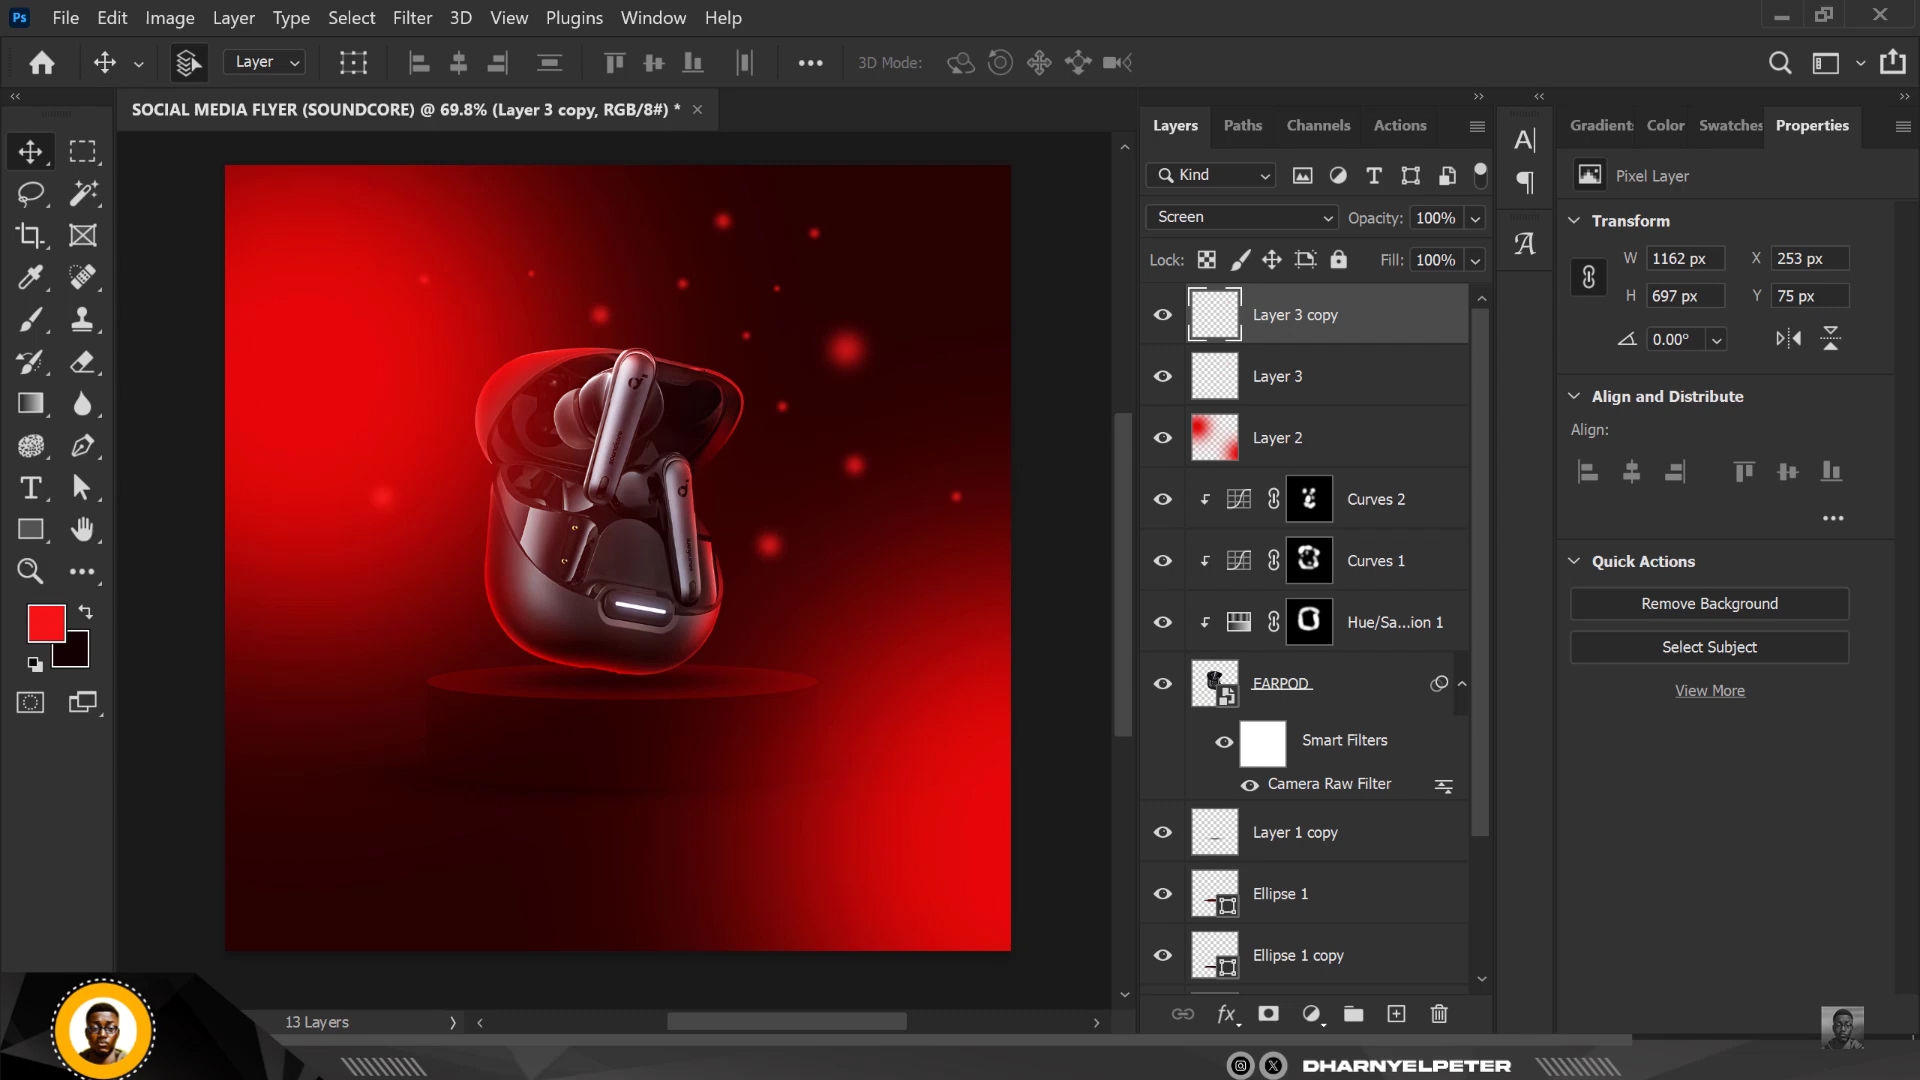 Ps File Edit Image Layer Type Select Filter 3D View Plugins Window Help
Layer 3D Mode:
SOCIAL MEDIA FLYER (SOUNDCORE) @ 69.8% (Layer 3 copy, RGB/8#) *
Layers Paths Channels Actions
Kind
Screen Opacity: 100%
Lock: Fill: 100%
Layer 3 copy
Layer 3
Layer 2
Curves 2
Curves 1
Hue/Sa...ion 1
EARPOD
Smart Filters
Camera Raw Filter
Layer 1 copy
Ellipse 1
Ellipse 1 copy
Gradient Color Swatches Properties
Pixel Layer
Transform
W 1162 px X 253 px
H 697 px Y 75 px
0.00°
Align and Distribute
Align:
Quick Actions
Remove Background
Select Subject
View More
13 Layers
DHARNYELPETER